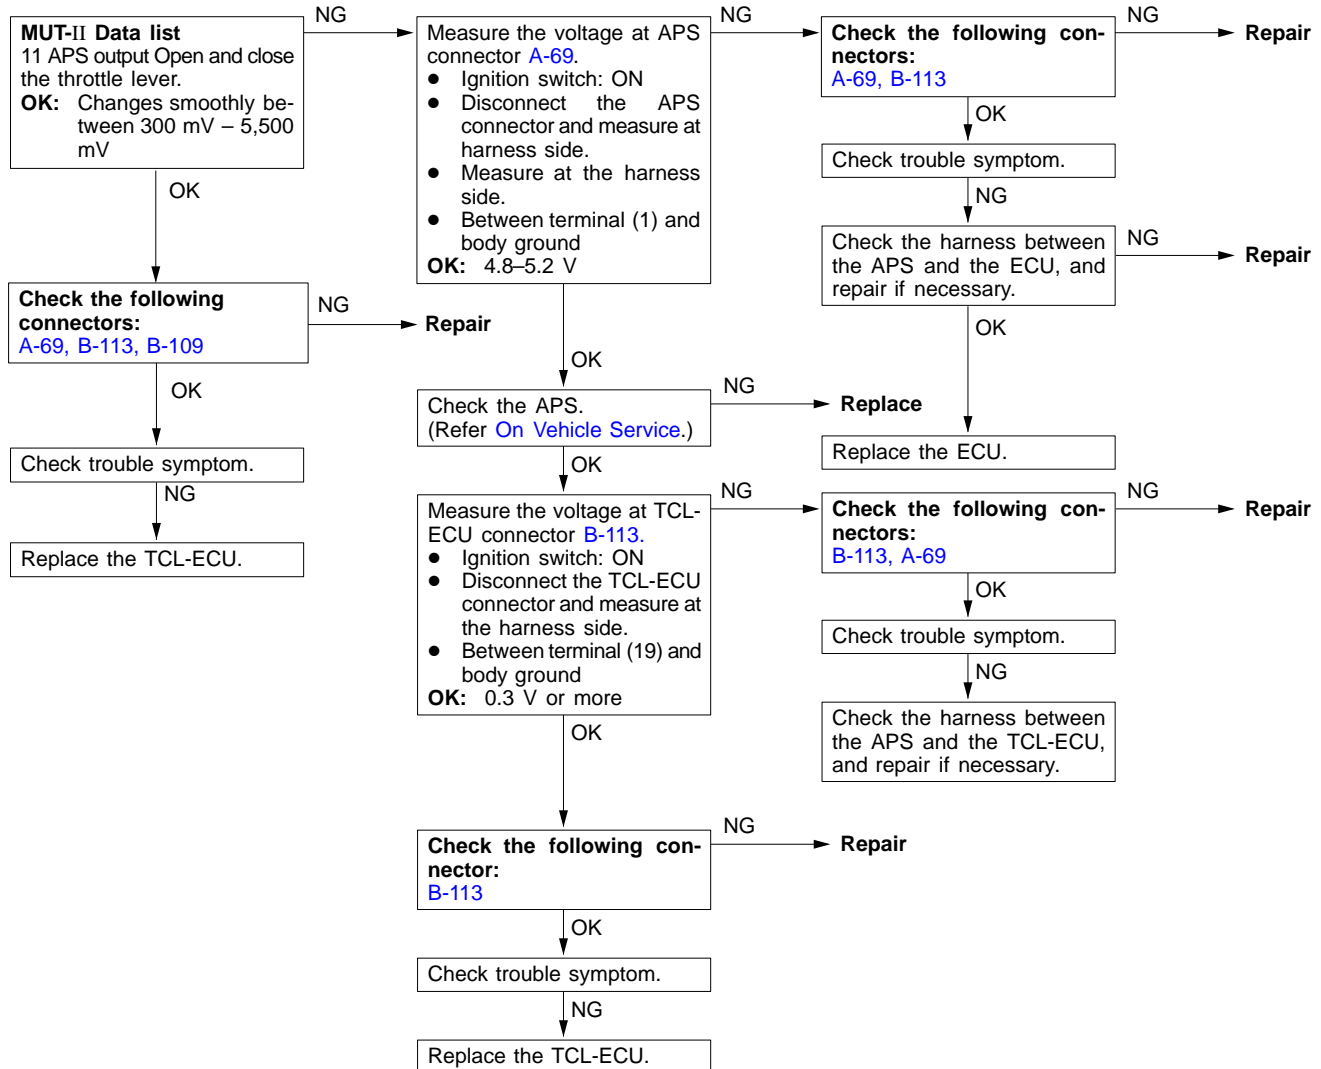 MUT-II Data list
11 APS output Open and close
the throttle lever.
OK: Changes smoothly be-
tween 300 mV – 5,500
mV
NG
OK
Check the following
connectors:
A-69, B-113, B-109
NG
Repair
OK
Check trouble symptom.
NG
Replace the TCL-ECU.
Measure the voltage at APS
connector A-69.
● Ignition switch: ON
● Disconnect the APS
connector and measure at
harness side.
● Measure at the harness
side.
● Between terminal (1) and
body ground
OK: 4.8–5.2 V
NG
OK
Check the APS.
(Refer On Vehicle Service.)
NG
Replace
OK
Measure the voltage at TCL-
ECU connector B-113.
● Ignition switch: ON
● Disconnect the TCL-ECU
connector and measure at
the harness side.
● Between terminal (19) and
body ground
OK: 0.3 V or more
NG
OK
Check the following con-
nector:
B-113
NG
Repair
OK
Check trouble symptom.
NG
Replace the TCL-ECU.
Check the following con-
nectors:
A-69, B-113
NG
Repair
OK
Check trouble symptom.
NG
Check the harness between
the APS and the ECU, and
repair if necessary.
NG
Repair
OK
Replace the ECU.
Check the following con-
nectors:
B-113, A-69
NG
Repair
OK
Check trouble symptom.
NG
Check the harness between
the APS and the TCL-ECU,
and repair if necessary.